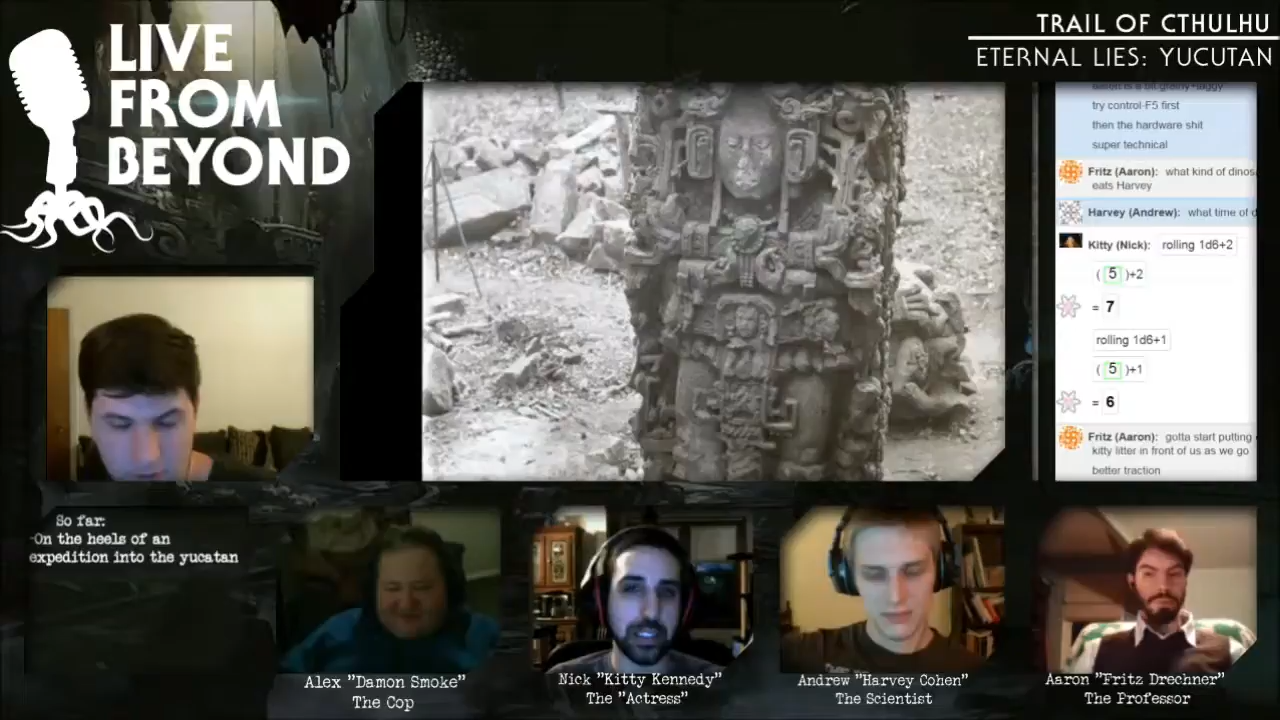 LIVE
FROM
BEYOND
TRAIL OF CTHULHU
ETERNAL LIES: YUCUTAN
try control-F5 first
then the hardware shit
super technical
Fritz (Aaron): what kind of
eats Harvey
Harvey (Andrew): what time of
Kitty (Nick): rolling 1d6+2
(5)+2
= 7
rolling 1d6+1
(5)+1
= 6
Fritz (Aaron): gotta start putting
kitty litter in front of us as we go
better traction
So far:
-On the heels of an
expedition into the yucatan
Alex "Damon Smoke"
The Cop
Nick "Kitty Kennedy"
The "Actress"
Andrew "Harvey Cohen"
The Scientist
Aaron "Fritz Drechner"
The Professor